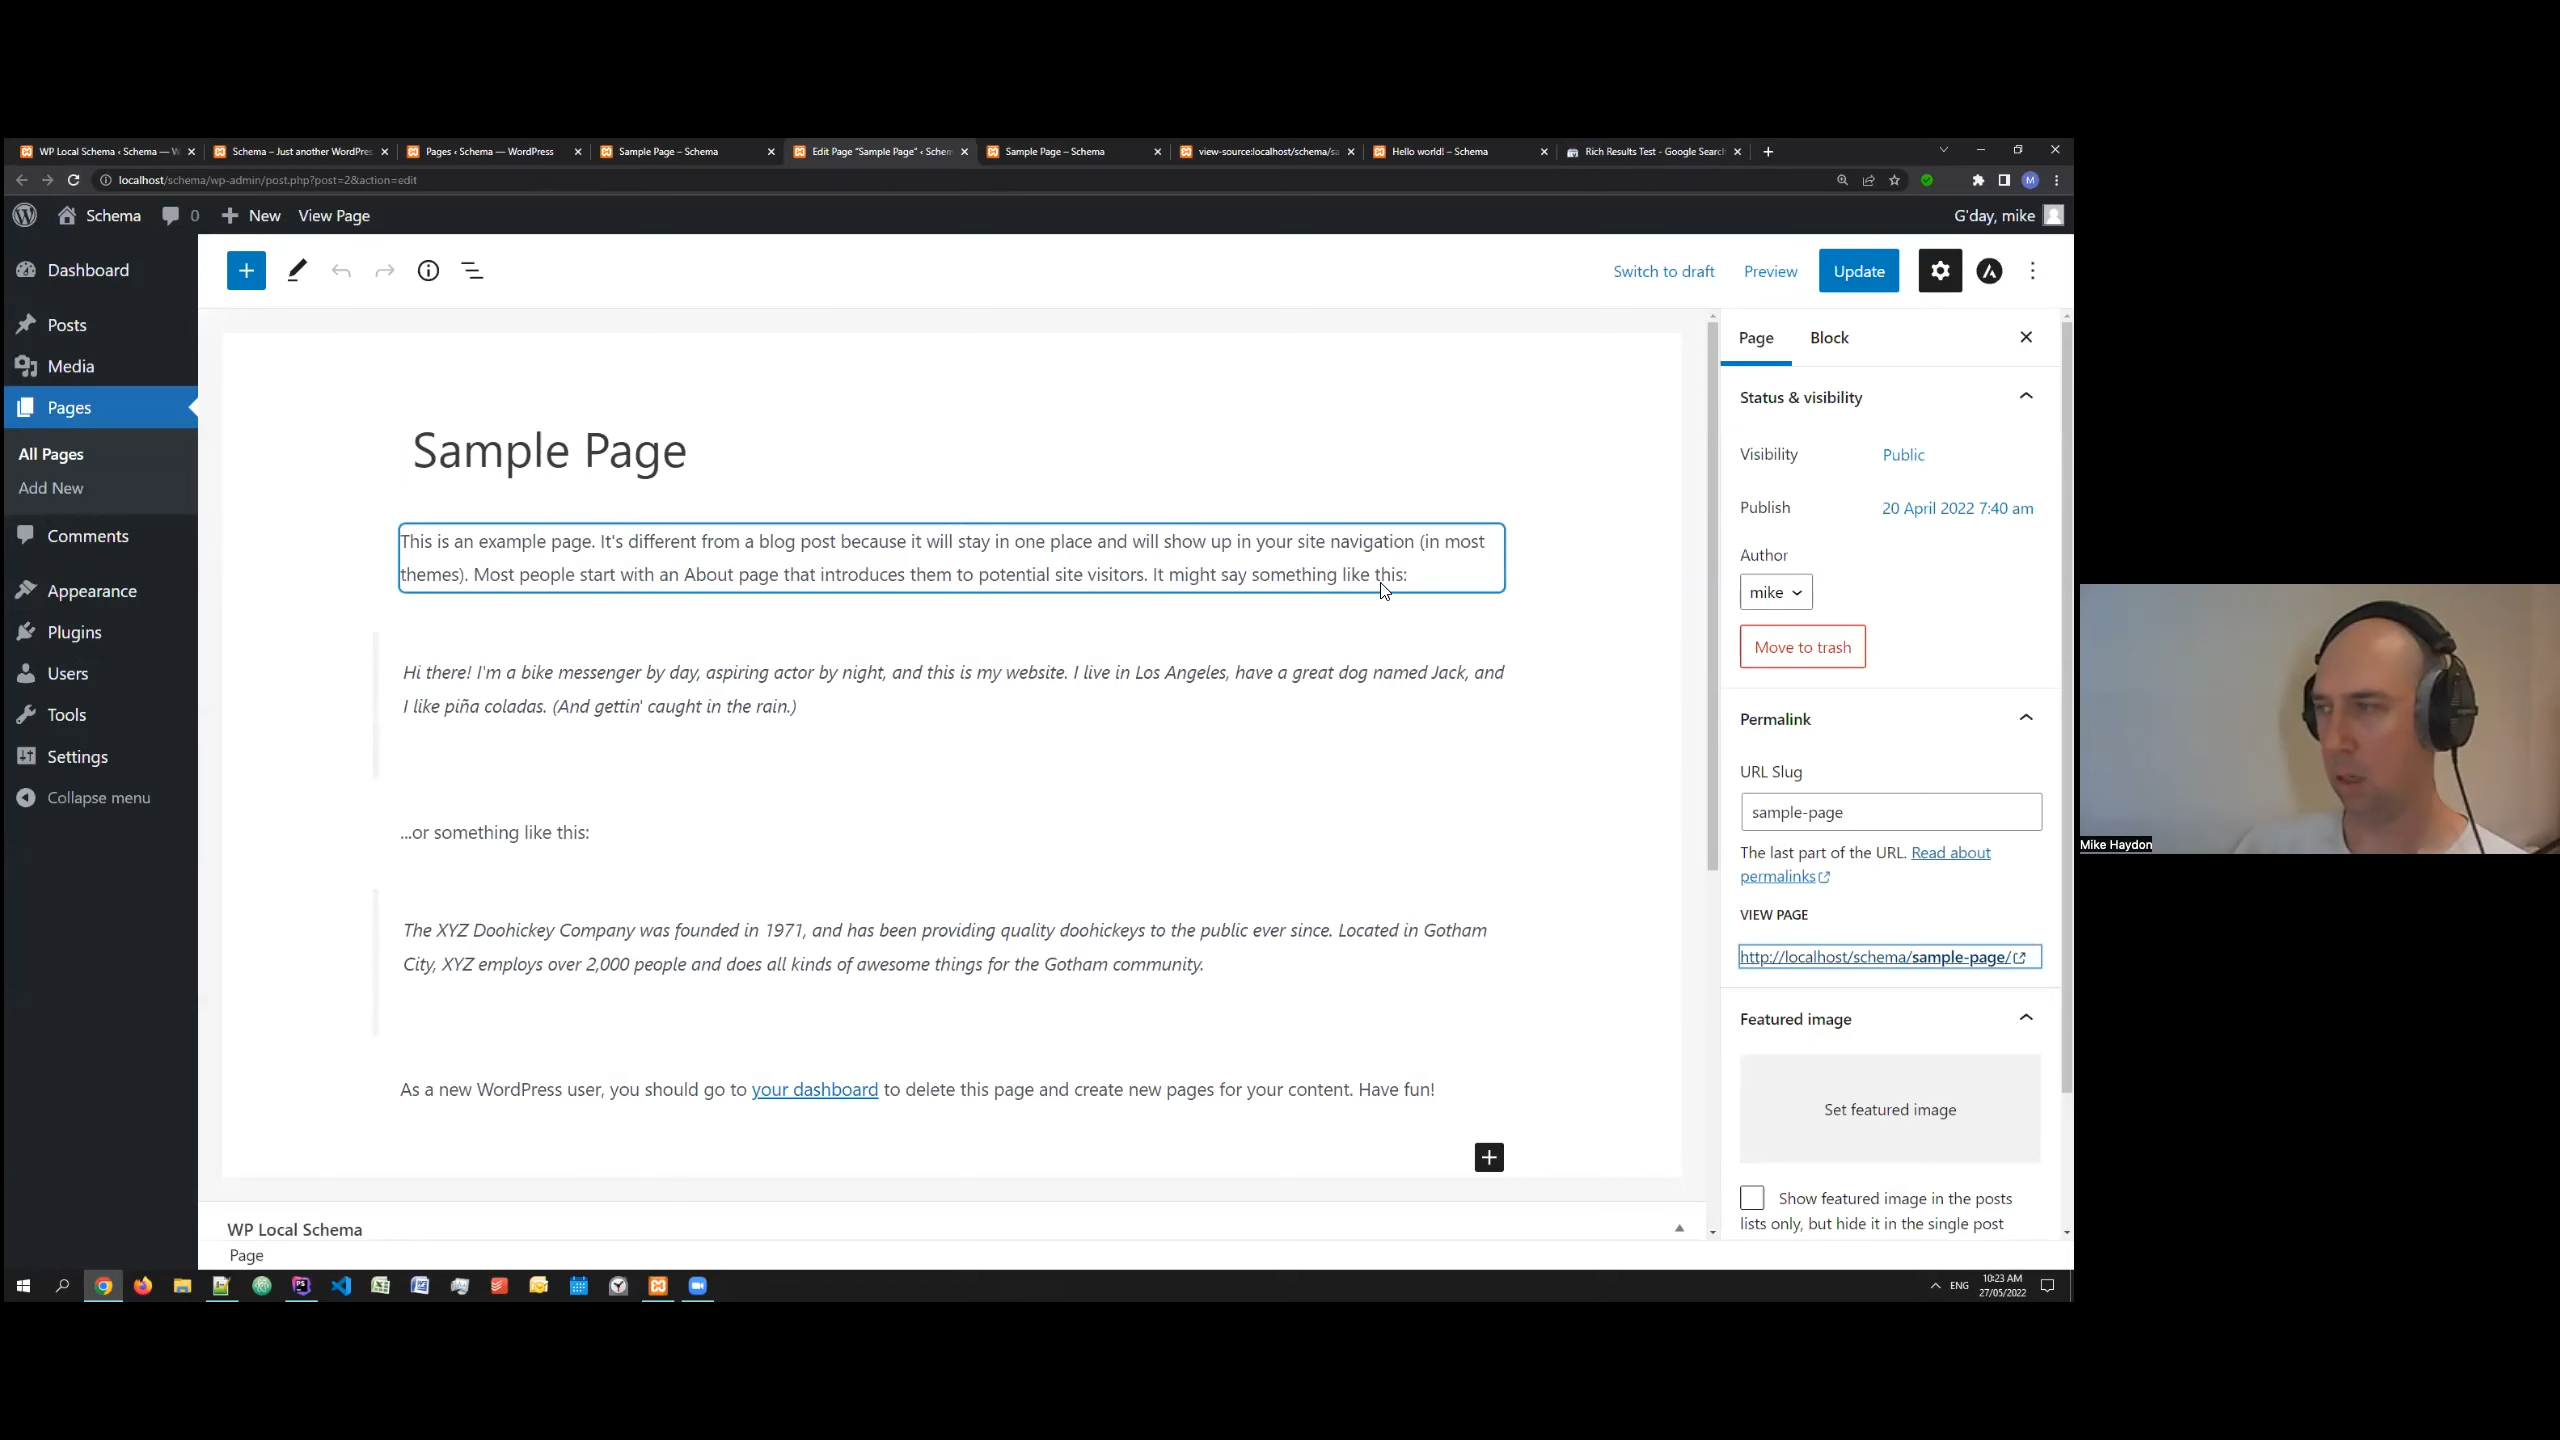 WP Local Schema ‹ Schema — W
Schema – Just another WordPres
Pages ‹ Schema — WordPress
Sample Page – Schema
Edit Page "Sample Page" ‹ Schem
Sample Page – Schema
view-source:localhost/schema/sa
Hello world! – Schema
Rich Results Test - Google Search
localhost/schema/wp-admin/post.php?post=2&action=edit
M
Schema
0
New
View Page
G'day, mike
Dashboard
Posts
Media
Pages
All Pages
Add New
Comments
Appearance
Plugins
Users
Tools
Settings
Collapse menu
Switch to draft
Preview
Update
Sample Page
This is an example page. It's different from a blog post because it will stay in one place and will show up in your site navigation (in most
themes). Most people start with an About page that introduces them to potential site visitors. It might say something like this:
Hi there! I'm a bike messenger by day, aspiring actor by night, and this is my website. I live in Los Angeles, have a great dog named Jack, and
I like piña coladas. (And gettin' caught in the rain.)
...or something like this:
The XYZ Doohickey Company was founded in 1971, and has been providing quality doohickeys to the public ever since. Located in Gotham
City, XYZ employs over 2,000 people and does all kinds of awesome things for the Gotham community.
As a new WordPress user, you should go to your dashboard to delete this page and create new pages for your content. Have fun!
WP Local Schema
Page
Page
Block
Status & visibility
Visibility
Public
Publish
20 April 2022 7:40 am
Author
mike
Move to trash
Permalink
URL Slug
sample-page
The last part of the URL. Read about
permalinks
VIEW PAGE
http://localhost/schema/sample-page/
Featured image
Set featured image
Show featured image in the posts
lists only, but hide it in the single post
Mike Haydon
ENG
10:23 AM
27/05/2022